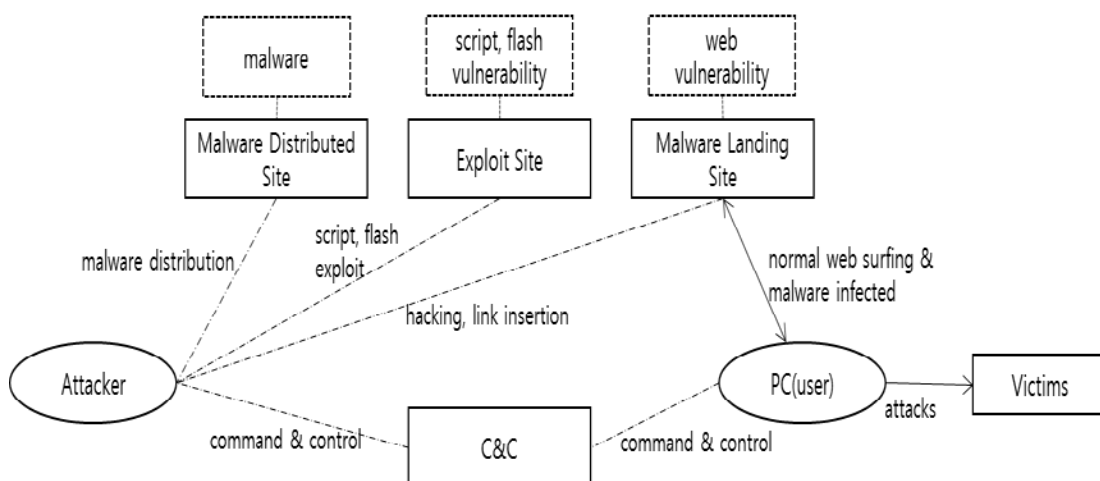 malware
script, flash
vulnerability
web
vulnerability
Malware Distributed
Site
Exploit Site
Malware Landing
Site
malware distribution
script, flash
exploit
hacking, link insertion
normal web surfing &
malware infected
Attacker
PC(user)
Victims
attacks
command & control
C&C
command & control